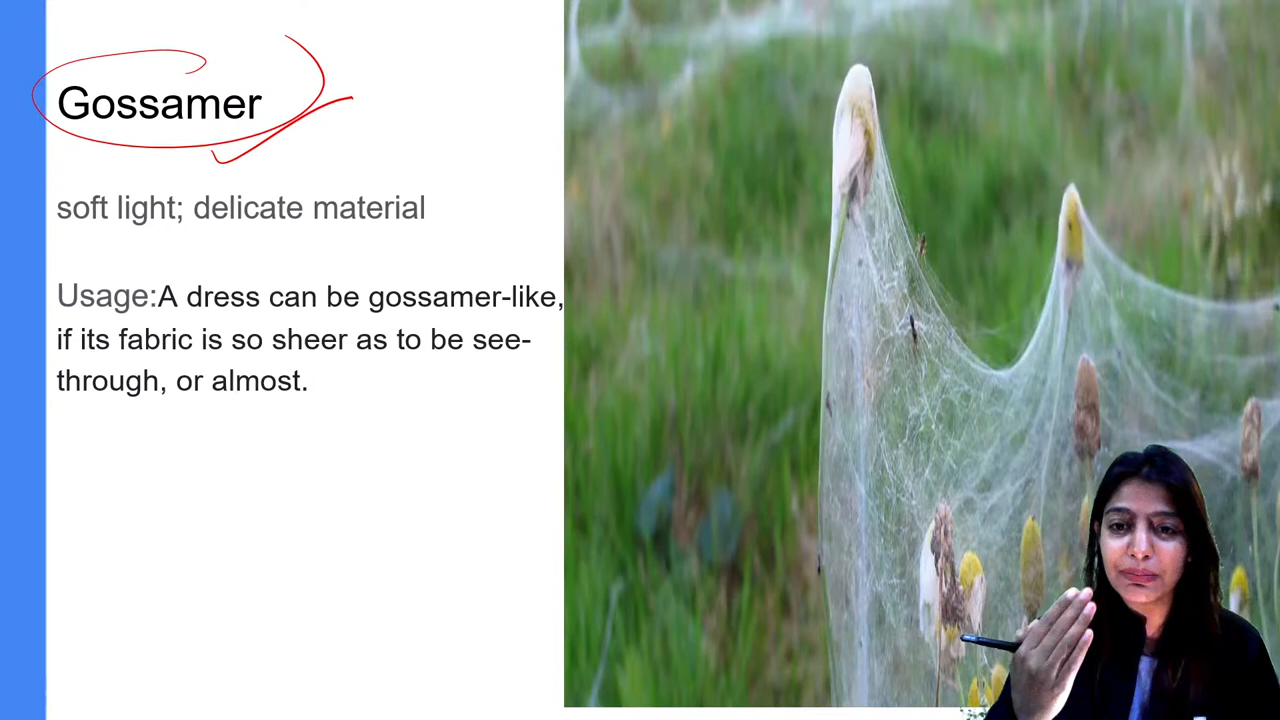 Gossamer
soft light; delicate material
Usage:A dress can be gossamer-like,
if its fabric is so sheer as to be see-
through, or almost.